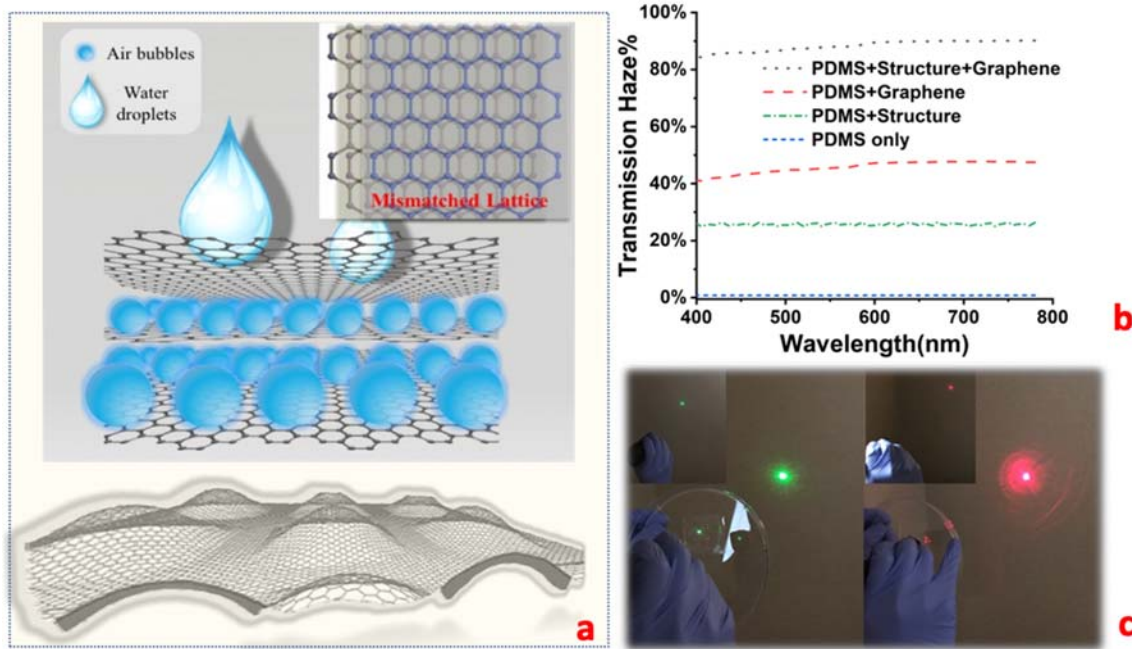 Air bubbles
Water
droplets
Mismatched Lattice
a
100%
80%
60%
40%
20%
0%
Transmission Haze%
PDMS+Structure+Graphene
PDMS+Graphene
PDMS+Structure
PDMS only
400
500
600
700
800
Wavelength(nm)
b
c